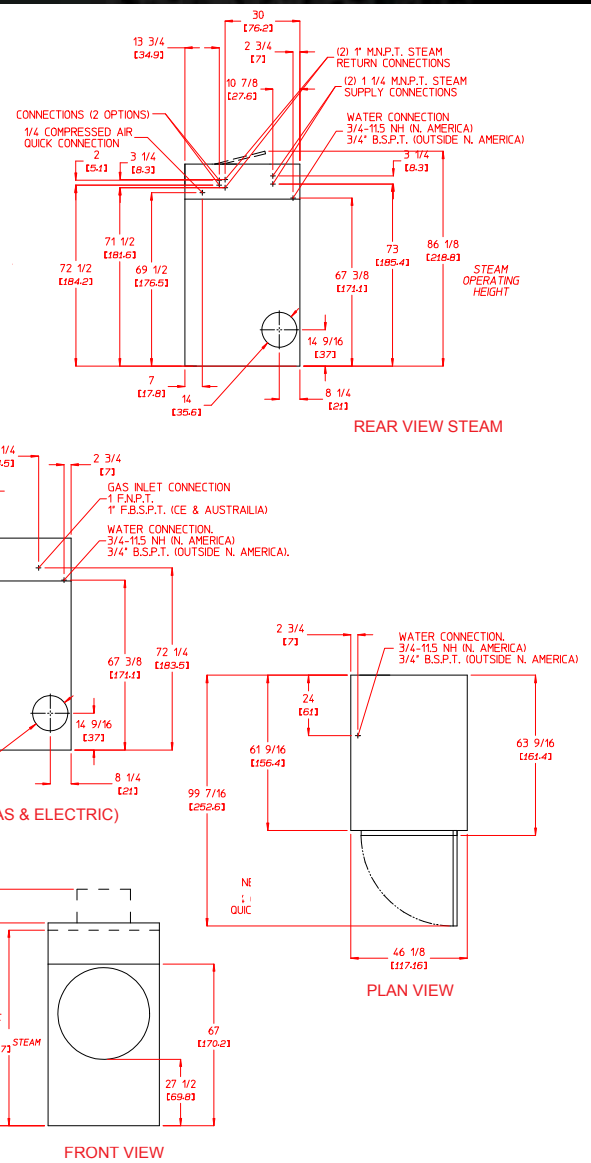 30
[76.2]
13 3/4
[34.9]
2 3/4
[7]
(2) 1" M.N.P.T. STEAM
RETURN CONNECTIONS
10 7/8
[27.6]
(2) 1 1/4 M.N.P.T. STEAM
SUPPLY CONNECTIONS
CONNECTIONS (2 OPTIONS)
1/4 COMPRESSED AIR
QUICK CONNECTION
WATER CONNECTION
3/4-11.5 NH (N. AMERICA)
3/4" B.S.P.T. (OUTSIDE N. AMERICA)
2
[5.1]
3 1/4
[8.3]
3 1/4
[8.3]
72 1/2
[184.2]
71 1/2
[181.6]
69 1/2
[176.5]
67 3/8
[171.1]
73
[185.4]
86 1/8
[218.8]
STEAM
OPERATING
HEIGHT
14 9/16
[37]
7
[17.8]
14
[35.6]
8 1/4
[21]
REAR VIEW STEAM
1/4
.5]
2 3/4
[7]
GAS INLET CONNECTION
1 F.N.P.T.
1" F.B.S.P.T. (CE & AUSTRAILIA)
WATER CONNECTION.
3/4-11.5 NH (N. AMERICA)
3/4" B.S.P.T. (OUTSIDE N. AMERICA).
67 3/8
[171.1]
72 1/4
[183.5]
14 9/16
[37]
8 1/4
[21]
AS & ELECTRIC)
2 3/4
[7]
WATER CONNECTION.
3/4-11.5 NH (N. AMERICA)
3/4" B.S.P.T. (OUTSIDE N. AMERICA)
24
[61]
61 9/16
[156.4]
63 9/16
[161.4]
99 7/16
[252.6]
NE
QUIC
46 1/8
[117.16]
PLAN VIEW
7]
STEAM
67
[170.2]
27 1/2
[69.8]
FRONT VIEW